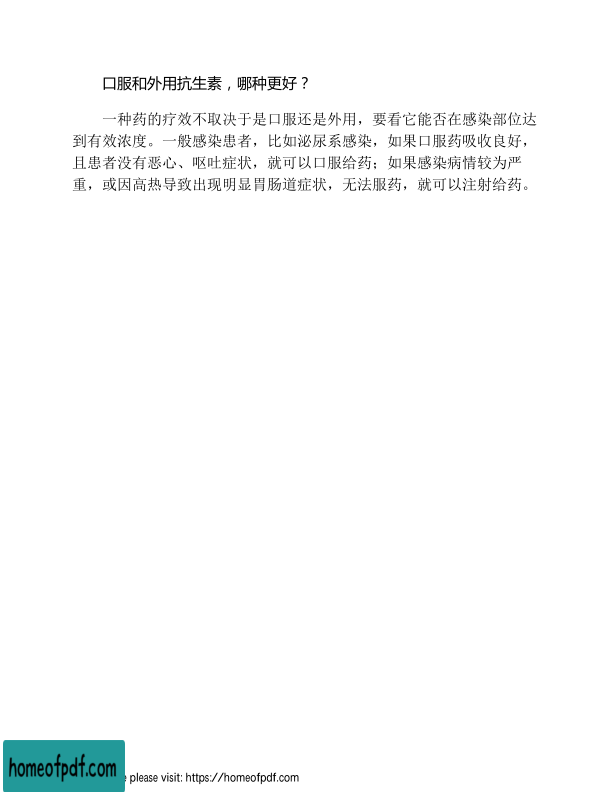 口服和外用抗生素，哪种更好？
一种药的疗效不取决于是口服还是外用，要看它能否在感染部位达
到有效浓度。一般感染患者，比如泌尿系感染，如果口服药吸收良好，
且患者没有恶心、呕吐症状，就可以口服给药；如果感染病情较为严
重，或因高热导致出现明显胃肠道症状，无法服药，就可以注射给药。
homeofpdf.com
e please visit: https://homeofpdf.com